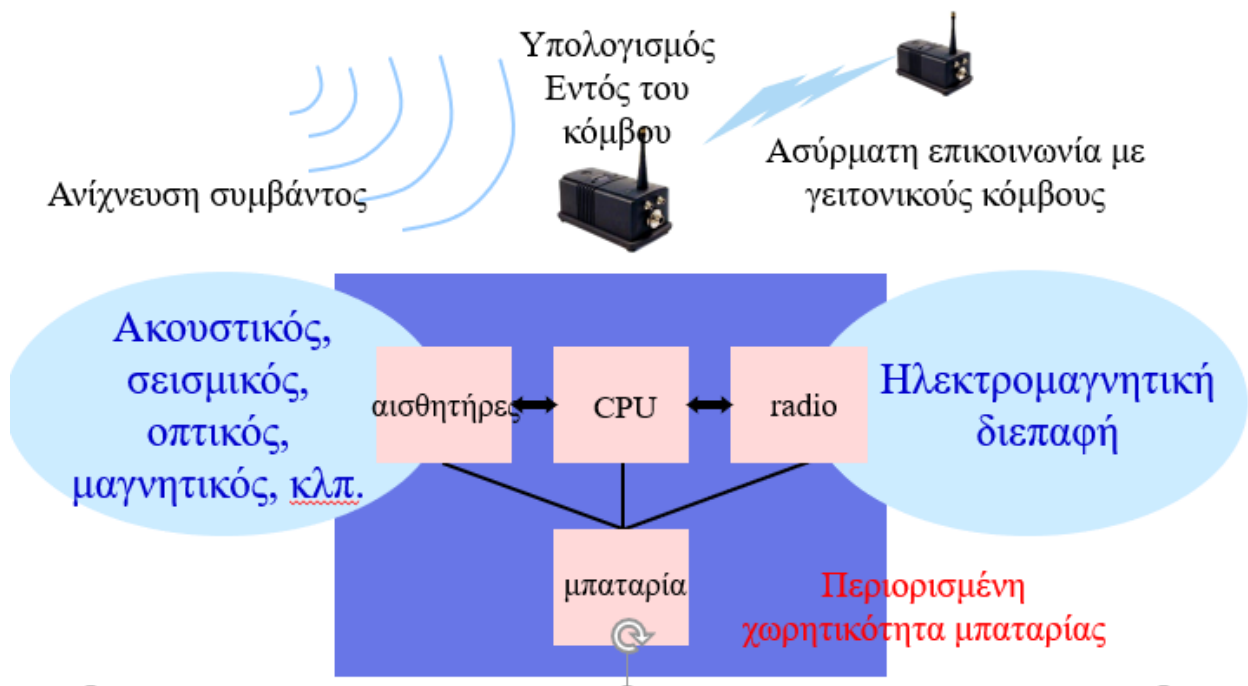 Υπολογισμός
Εντός του
κόμβου
Ανίχνευση συμβάντος
Ασύρματη επικοινωνία με
γειτονικούς κόμβους
Ακουστικός,
σεισμικός,
οπτικός,
μαγνητικός, κλπ.
αισθητήρες
CPU
radio
Ηλεκτρομαγνητική
διεπαφή
μπαταρία
Περιορισμένη
χωρητικότητα μπαταρίας